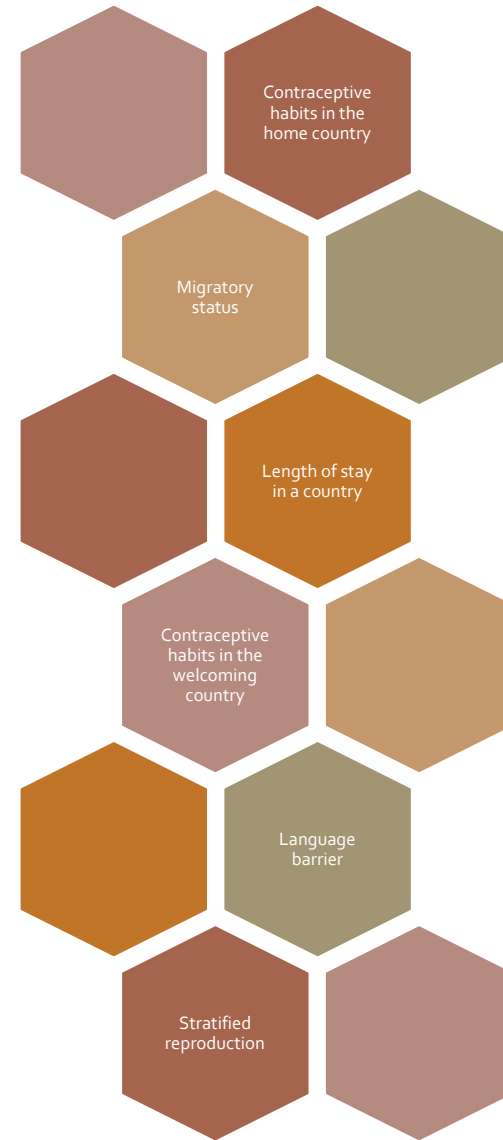 Contraceptive
habits in the
home country
Migratory
status
Length of stay
in a country
Contraceptive
habits in the
welcoming
country
Language
barrier
Stratified
reproduction